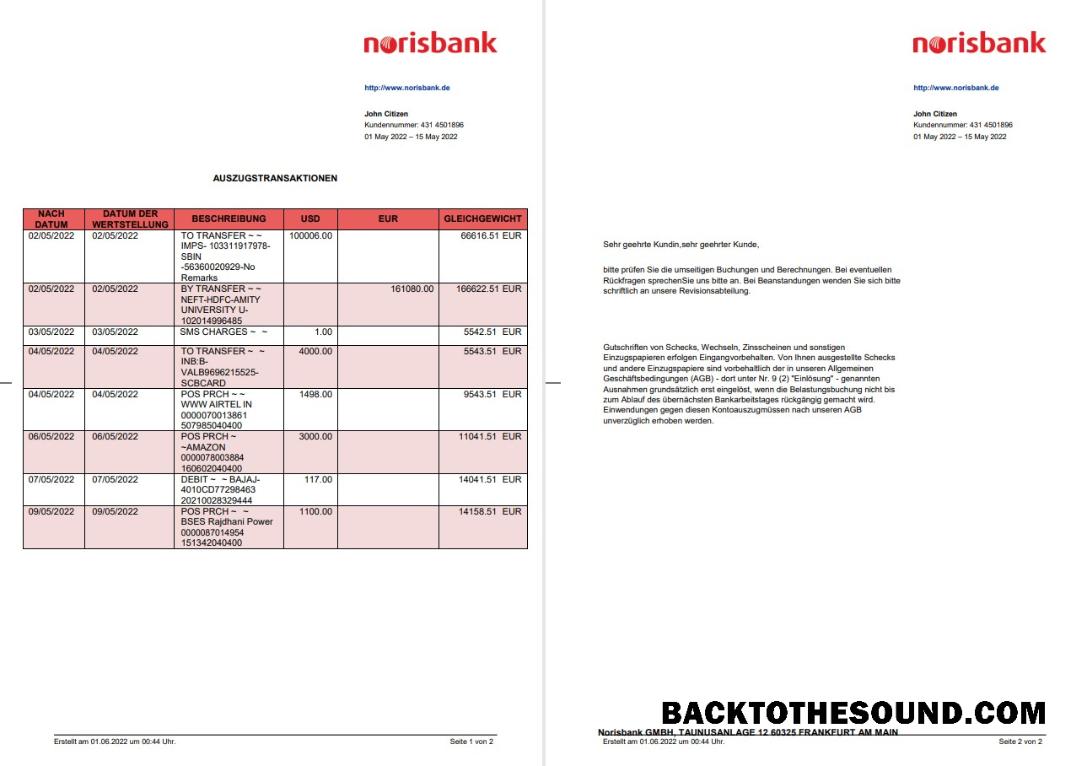 norisbank
http://www.norisbank.de
John Citizen
Kundennummer: 431 4501896
01 May 2022 – 15 May 2022
AUSZUGSTRANSAKTIONEN
NACH DATUM DATUM DER WERTSTELLUNG BESCHREIBUNG USD EUR GLEICHGEWICHT
02/05/2022 02/05/2022 TO TRANSFER ~ ~ 100006.00 66616.51 EUR
IMPS- 103311917978-
SBIN
-56360020929-No
Remarks
02/05/2022 02/05/2022 BY TRANSFER ~ ~ 161080.00 166622.51 EUR
NEFT-HDFC-AMITY
UNIVERSITY U-
102014996485
03/05/2022 03/05/2022 SMS CHARGES ~ ~ 1.00 5542.51 EUR
04/05/2022 04/05/2022 TO TRANSFER ~ ~ 4000.00 5543.51 EUR
INB:B-
VALB9696215525-
SCBCARD
04/05/2022 04/05/2022 POS PRCH ~ ~ 1498.00 9543.51 EUR
WWW AIRTEL IN
0000070013861
507985040400
06/05/2022 06/05/2022 POS PRCH ~ 3000.00 11041.51 EUR
~AMAZON
0000078003884
160602040400
07/05/2022 07/05/2022 DEBIT ~ ~ BAJAJ- 117.00 14041.51 EUR
4010CD77298463
20210028329444
09/05/2022 09/05/2022 POS PRCH ~ ~ 1100.00 14158.51 EUR
BSES Rajdhani Power
0000087014954
151342040400
Erstellt am 01.06.2022 um 00:44 Uhr. Seite 1 von 2
norisbank
http://www.norisbank.de
John Citizen
Kundennummer: 431 4501896
01 May 2022 – 15 May 2022
Sehr geehrte Kundin,sehr geehrter Kunde,
bitte prüfen Sie die umseitigen Buchungen und Berechnungen. Bei eventuellen
Rückfragen sprechenSie uns bitte an. Bei Beanstandungen wenden Sie sich bitte
schriftlich an unsere Revisionsabteilung.
Gutschriften von Schecks, Wechseln, Zinsscheinen und sonstigen
Einzugspapieren erfolgen Eingangvorbehalten. Von Ihnen ausgestellte Schecks
und andere Einzugspapiere sind vorbehaltlich der in unseren Allgemeinen
Geschäftsbedingungen (AGB) - dort unter Nr. 9 (2) "Einlösung" - genannten
Ausnahmen grundsätzlich erst eingelöst, wenn die Belastungsbuchung nicht bis
zum Ablauf des übernächsten Bankarbeitstages rückgängig gemacht wird.
Einwendungen gegen diesen Kontoauszugmüssen nach unseren AGB
unverzüglich erhoben werden.
BACKTOTHESOUND.COM
Norisbank GMBH, TAUNUSANLAGE 12 60325 FRANKFURT AM MAIN
Erstellt am 01.06.2022 um 00:44 Uhr. Seite 2 von 2